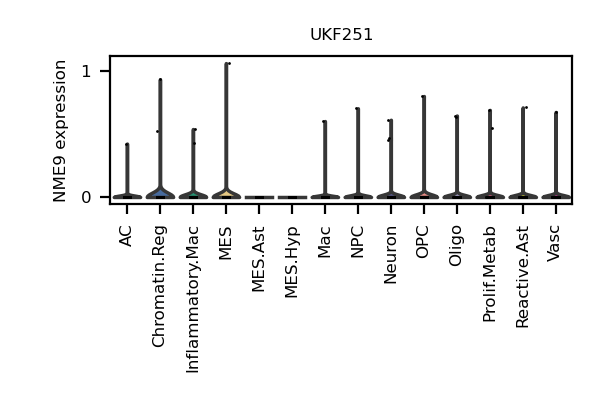 UKF251
NME9 expression
1
0
AC
Chromatin.Reg
Inflammatory.Mac
MES
MES.Ast
MES.Hyp
Mac
NPC
Neuron
OPC
Oligo
Prolif.Metab
Reactive.Ast
Vasc